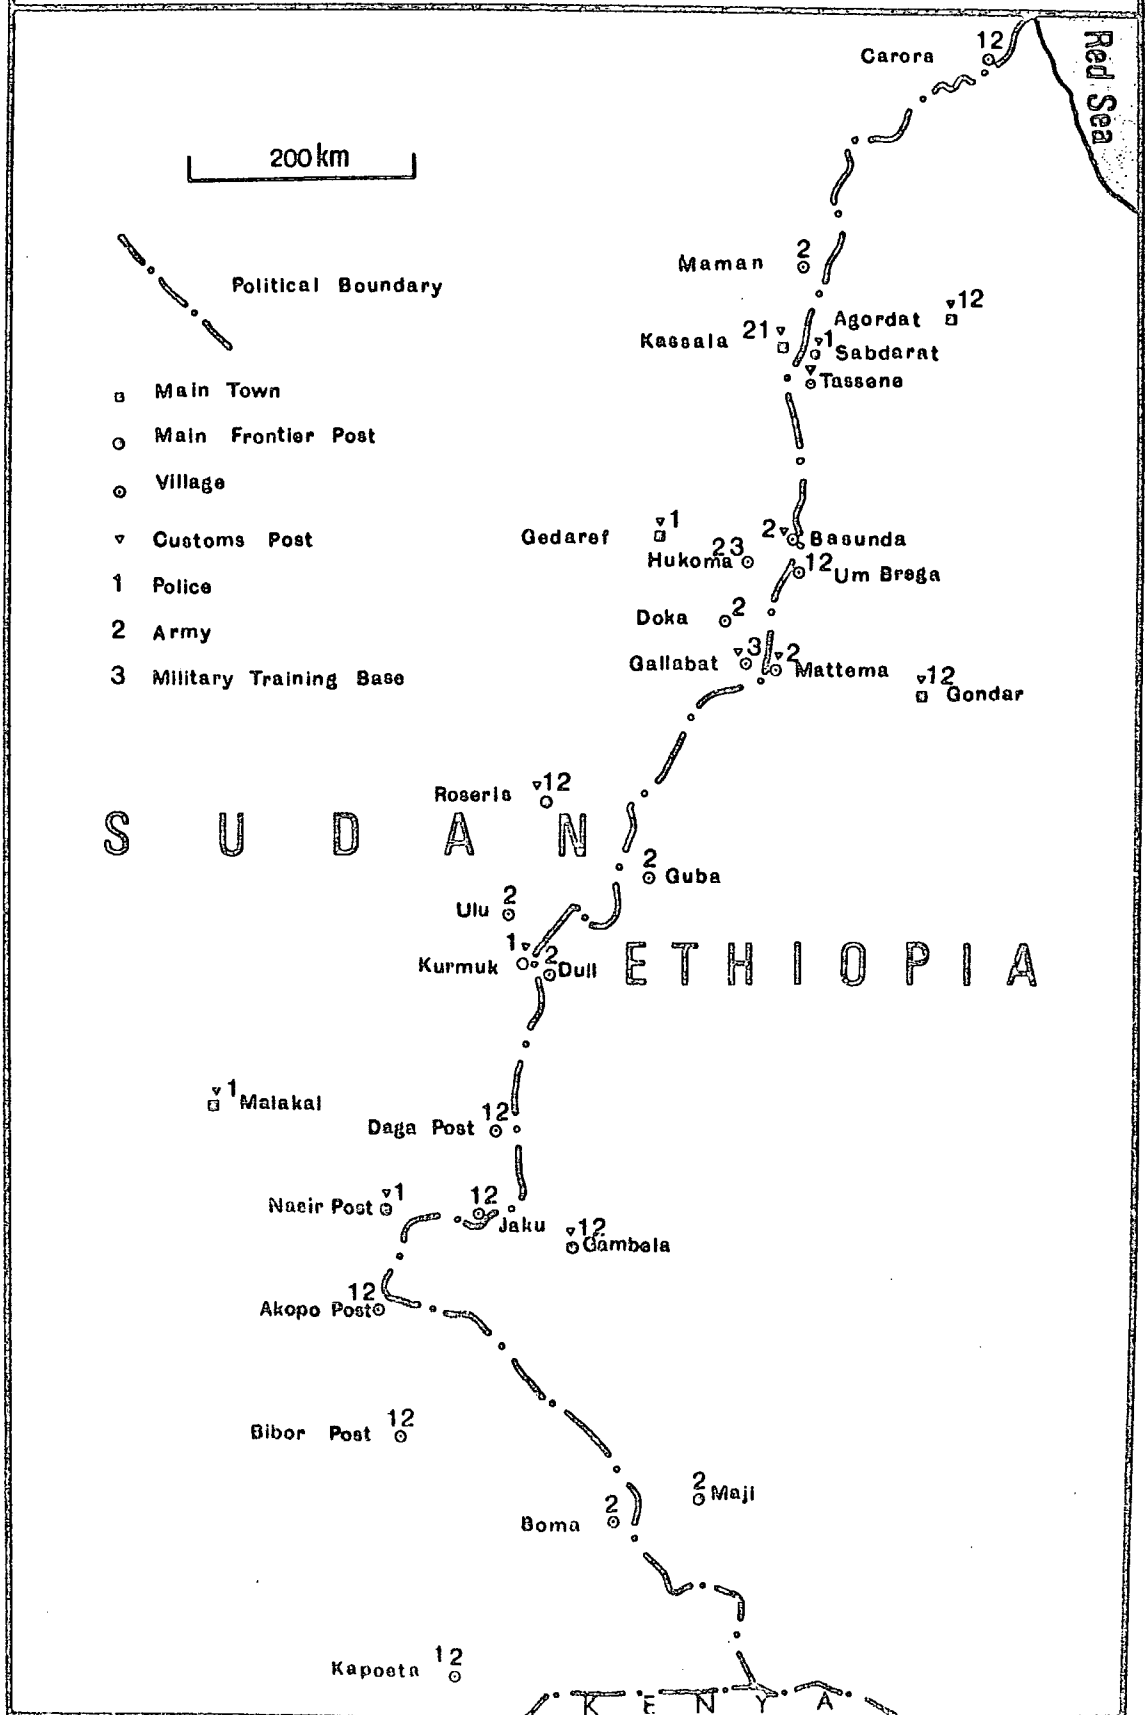 Carora 12
Red Sea
200 km
Maman 2
Political Boundary
Agordat 12
Kassala 21
1 Sabdarat
Tassene
Main Town
Main Frontier Post
Village
Customs Post
1 Police
2 Army
3 Military Training Base
Gedaref 1
2 Basunda
Hukoma 23
12 Um Brega
Doka 2
Gallabat 3
2 Mattema
12 Gondar
Roseris 12
SUDAN
2 Guba
Ulu 2
Kurmuk 1
2 Dull
ETHIOPIA
1 Malakal
Daga Post 12
Nasir Post 1
12 Jaku
12 Gambela
Akopo Post 12
Bibor Post 12
2 Maji
Boma 2
Kapoeta 12
KENYA